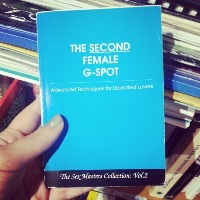 THE SECOND
FEMALE
G-SPOT
Advanced Techniques for Liberated Lovers
The Sex Masters Collection: Vol.2